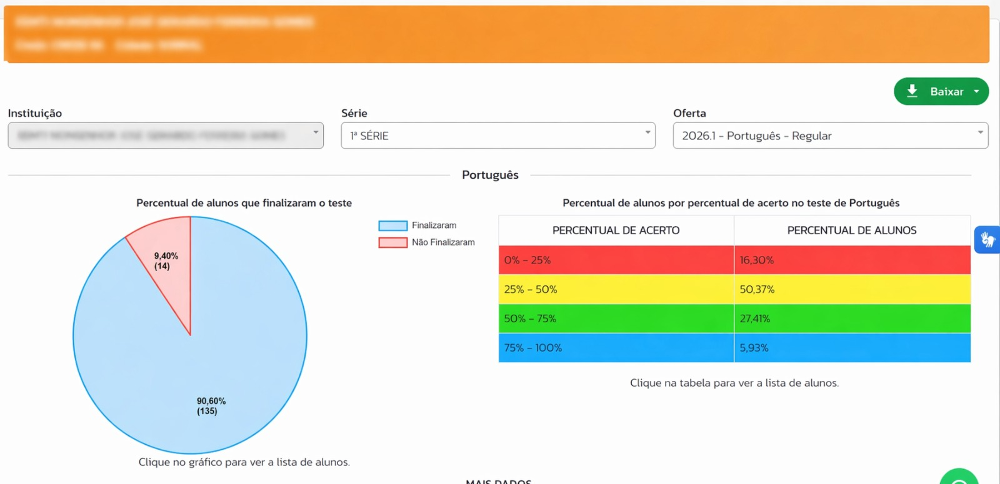 Baixar
Instituição
Série
Oferta
1ª SÉRIE
2026.1 - Português - Regular
Português
Percentual de alunos que finalizaram o teste
Finalizaram
Não Finalizaram
9,40%
(14)
90,60%
(135)
Clique no gráfico para ver a lista de alunos.
Percentual de alunos por percentual de acerto no teste de Português
PERCENTUAL DE ACERTO PERCENTUAL DE ALUNOS
0% - 25% 16,30%
25% - 50% 50,37%
50% - 75% 27,41%
75% - 100% 5,93%
Clique na tabela para ver a lista de alunos.
MAIS DADOS